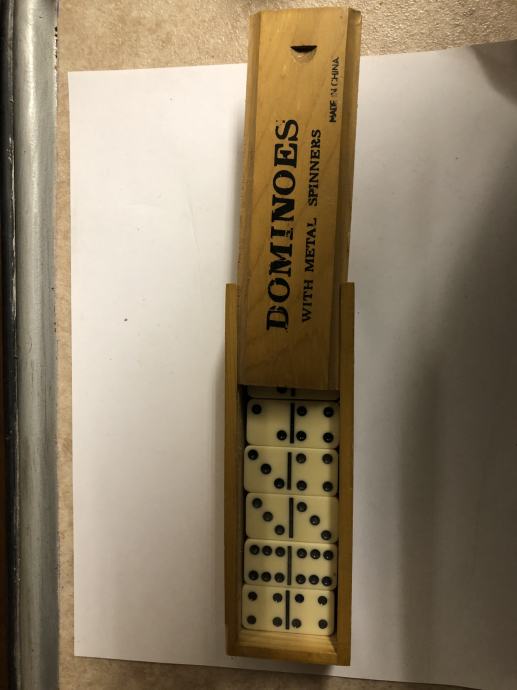 DOMINOES
WITH METAL SPINNERS
MADE IN CHINA